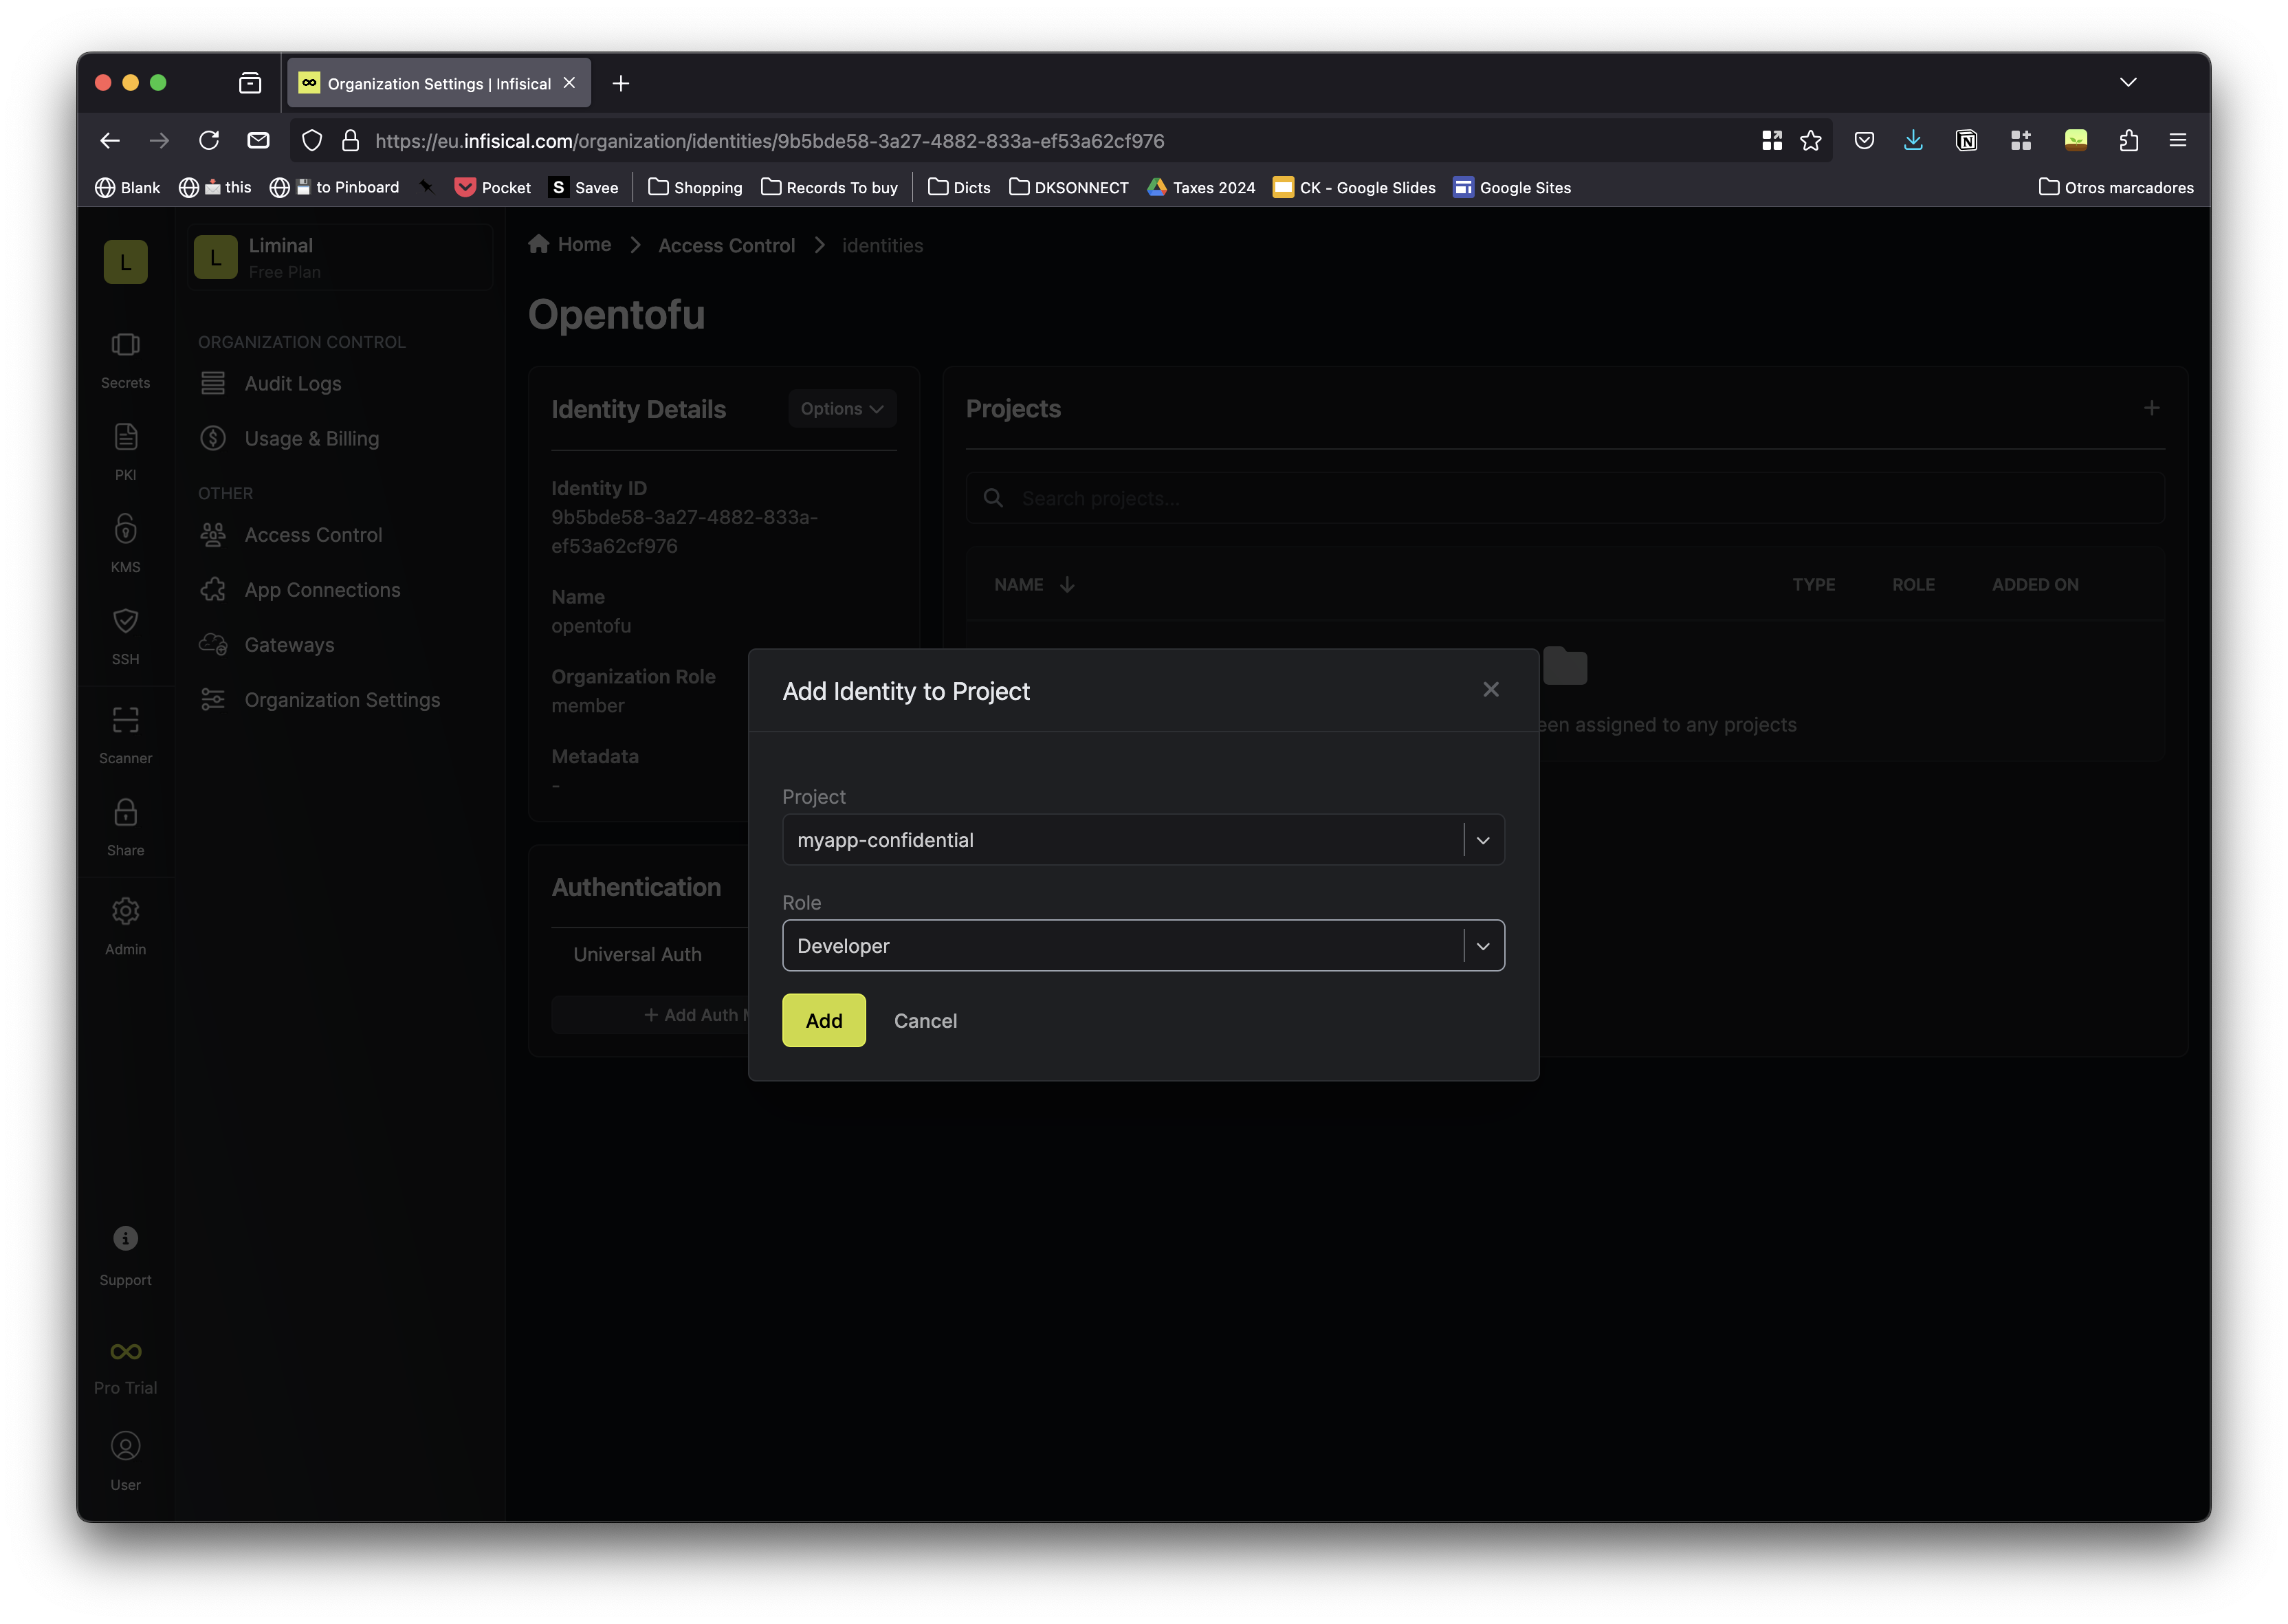 Organization Settings | Infisical
https://eu.infisical.com/organization/identities/9b5bde58-3a27-4882-833a-ef53a62cf976
Blank
this
to Pinboard
Pocket
S Savee
Shopping
Records To buy
Dicts
DKSONNECT
Taxes 2024
CK - Google Slides
Google Sites
Otros marcadores
L
Secrets
PKI
KMS
SSH
Scanner
Share
Admin
Support
Pro Trial
User
L
Liminal
Free Plan
ORGANIZATION CONTROL
Audit Logs
Usage & Billing
OTHER
Access Control
App Connections
Gateways
Organization Settings
Home
Access Control
identities
Opentofu
Identity Details
Options
Identity ID
9b5bde58-3a27-4882-833a-
ef53a62cf976
Name
opentofu
Organization Role
member
Metadata
-
Authentication
Universal Auth
+ Add Auth
Projects
+
Search projects...
NAME
TYPE
ROLE
ADDED ON
assigned to any projects
Add Identity to Project
Project
myapp-confidential
Role
Developer
Add
Cancel